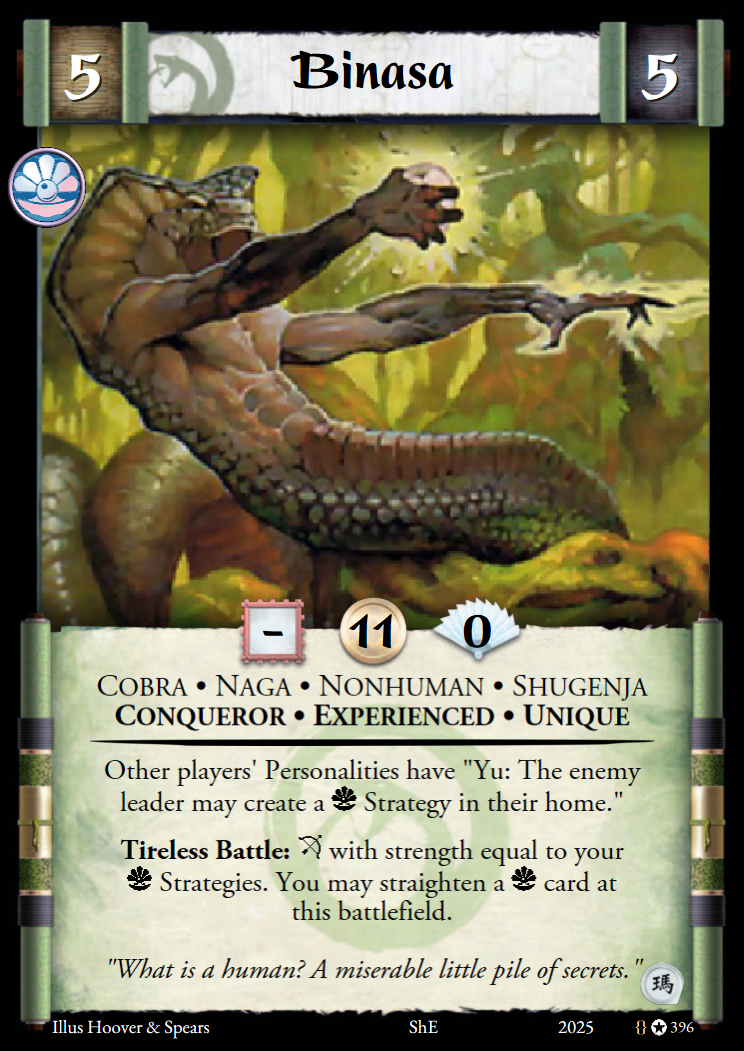 5
Binasa
5
-
11
0
COBRA • NAGA • NONHUMAN • SHUGENJA
CONQUEROR • EXPERIENCED • UNIQUE
Other players' Personalities have "Yu: The enemy
leader may create a Strategy in their home."
Tireless Battle: with strength equal to your
Strategies. You may straighten a card at
this battlefield.
"What is a human? A miserable little pile of secrets."
瑪
Illus Hoover & Spears ShE 2025 {} 396